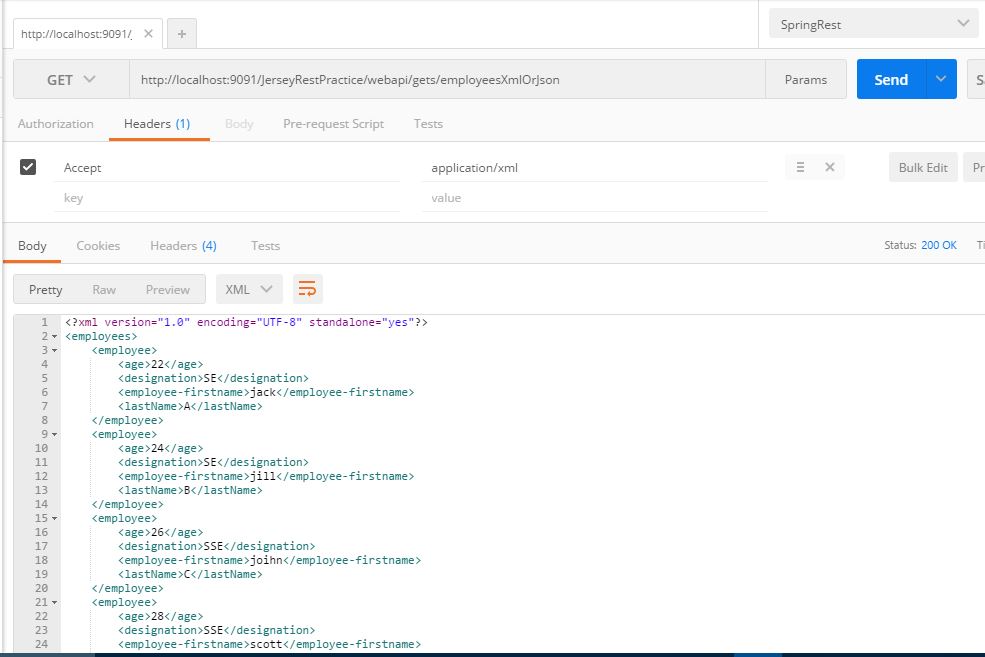 http://localhost:9091/
SpringRest
GET http://localhost:9091/JerseyRestPractice/webapi/gets/employeesXmlOrJson Params Send
Authorization Headers (1) Body Pre-request Script Tests
Accept application/xml Bulk Edit Pr
key value
Body Cookies Headers (4) Tests Status: 200 OK Ti
Pretty Raw Preview XML
1 <?xml version="1.0" encoding="UTF-8" standalone="yes"?>
2 <employees>
3 <employee>
4 <age>22</age>
5 <designation>SE</designation>
6 <employee-firstname>jack</employee-firstname>
7 <lastName>A</lastName>
8 </employee>
9 <employee>
10 <age>24</age>
11 <designation>SE</designation>
12 <employee-firstname>jill</employee-firstname>
13 <lastName>B</lastName>
14 </employee>
15 <employee>
16 <age>26</age>
17 <designation>SSE</designation>
18 <employee-firstname>joihn</employee-firstname>
19 <lastName>C</lastName>
20 </employee>
21 <employee>
22 <age>28</age>
23 <designation>SSE</designation>
24 <employee-firstname>scott</employee-firstname>